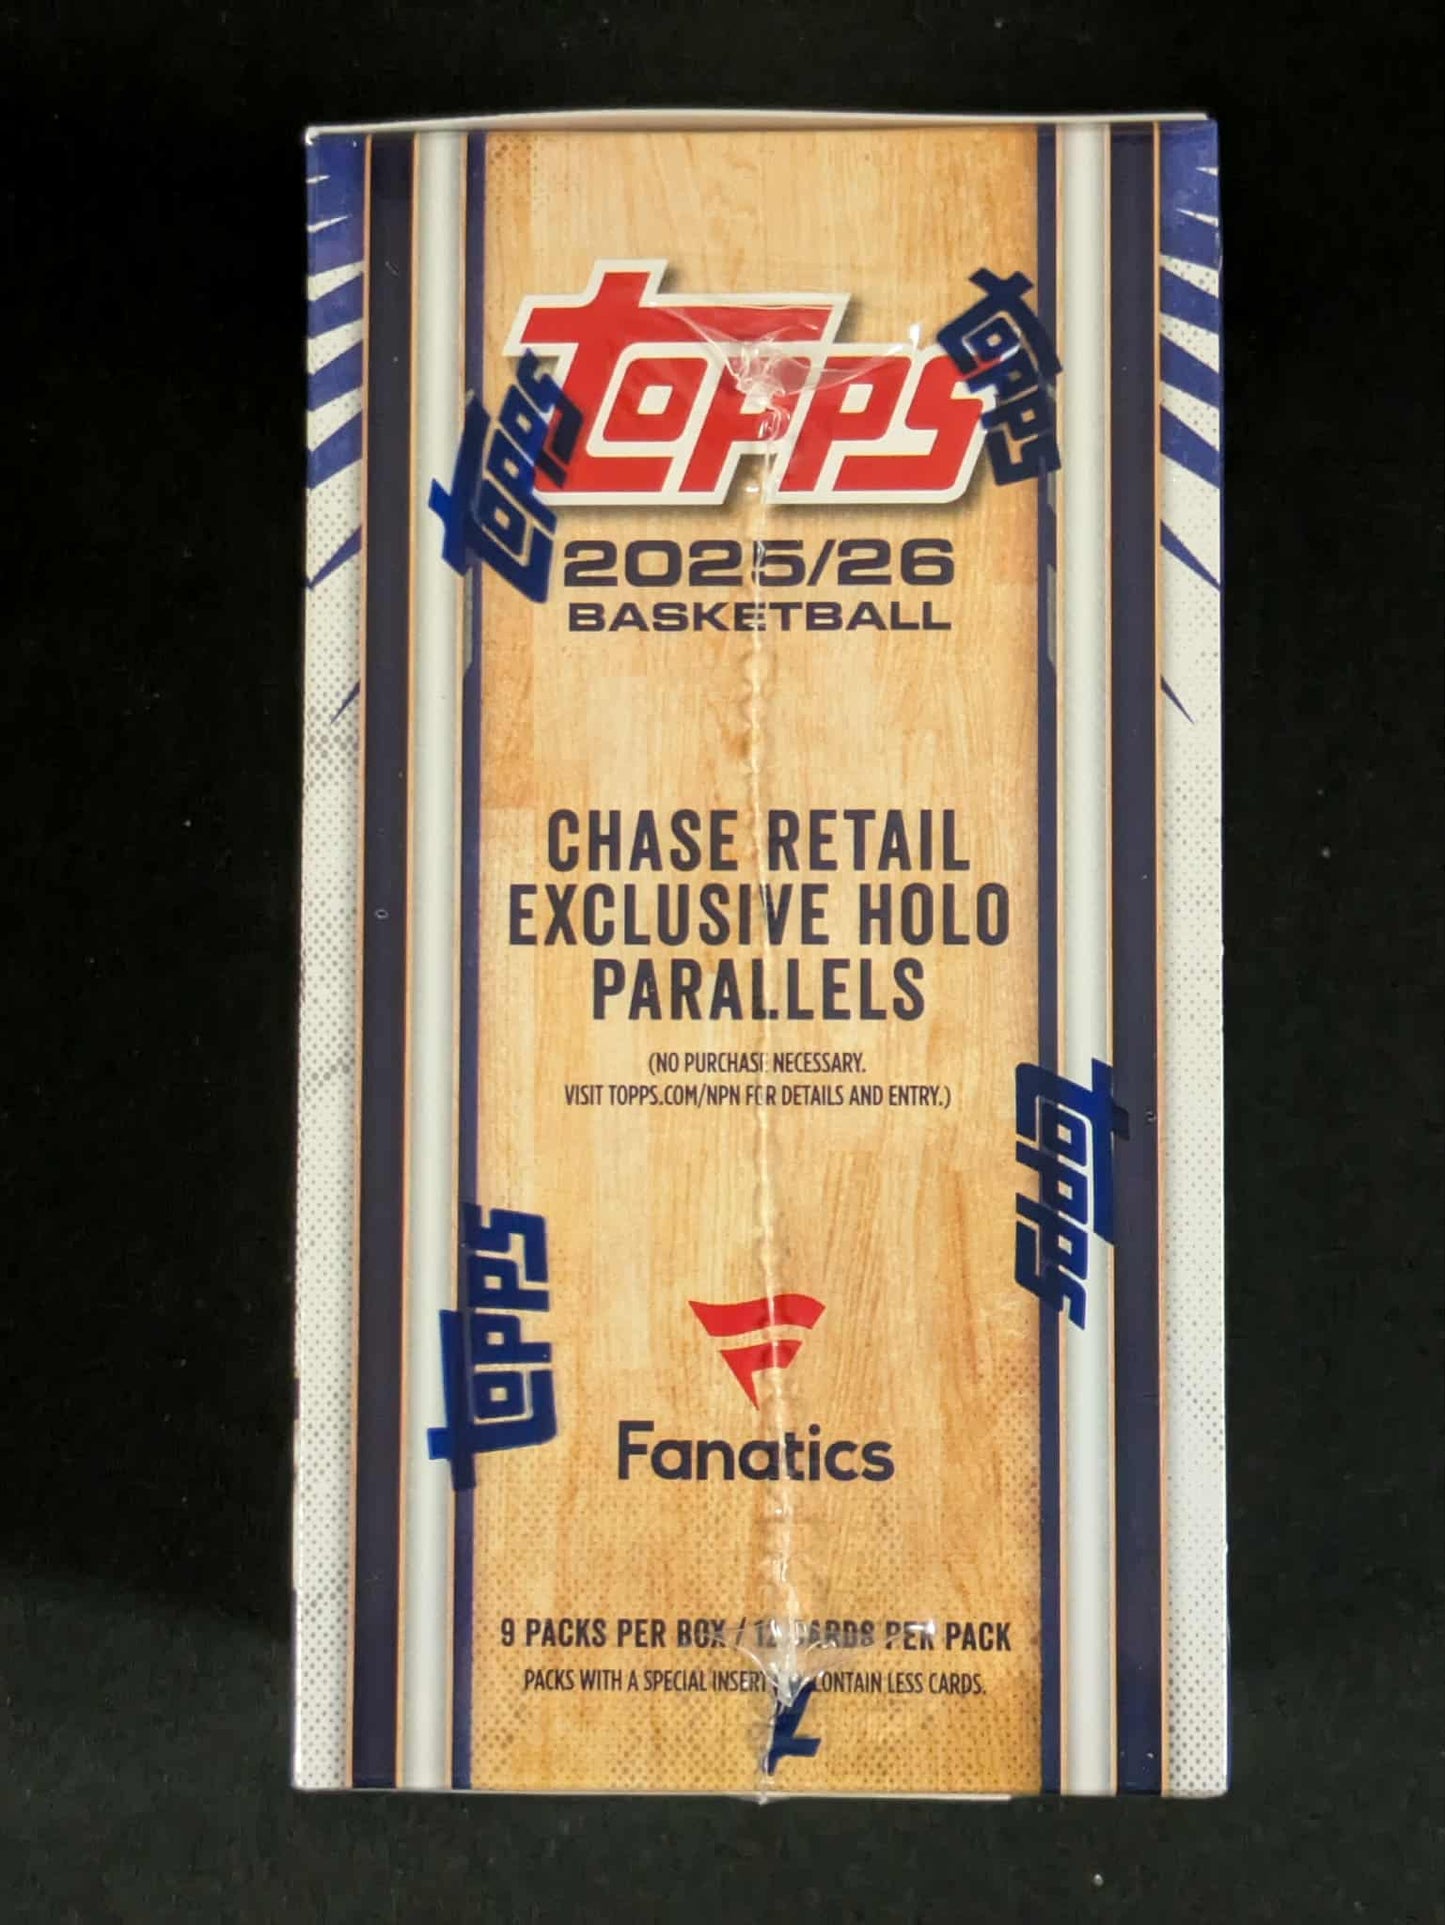 Topps
Topps
Topps
2025/26
BASKETBALL
CHASE RETAIL
EXCLUSIVE HOLO
PARALLELS
(NO PURCHASE NECESSARY.
VISIT TOPPS.COM/NPN FOR DETAILS AND ENTRY.)
Topps
Topps
Fanatics
9 PACKS PER BOX / 12 CARDS PER PACK
PACKS WITH A SPECIAL INSERT CONTAIN LESS CARDS.